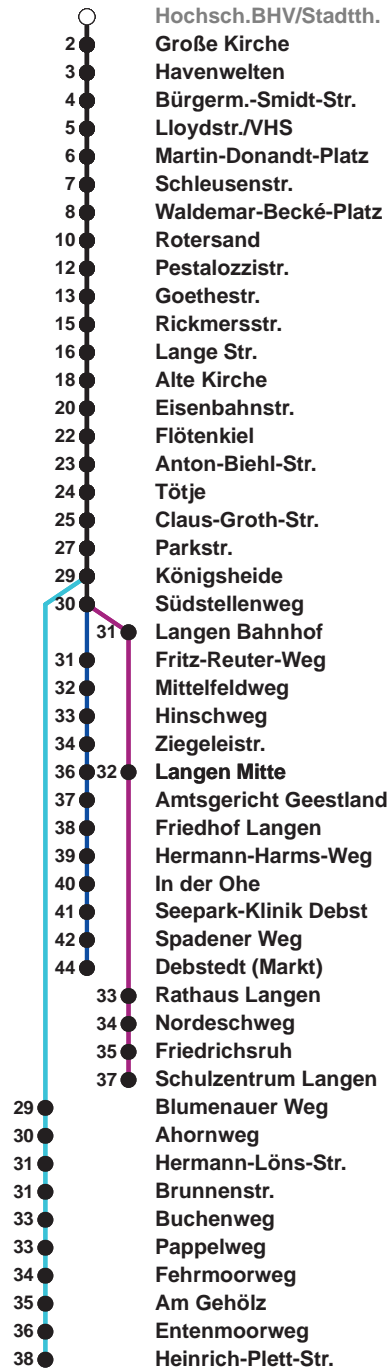 Hochsch.BHV/Stadtth.
2 Große Kirche
3 Havenwelten
4 Bürgerm.-Smidt-Str.
5 Lloydstr./VHS
6 Martin-Donandt-Platz
7 Schleusenstr.
8 Waldemar-Becké-Platz
10 Rotersand
12 Pestalozzistr.
13 Goethestr.
15 Rickmersstr.
16 Lange Str.
18 Alte Kirche
20 Eisenbahnstr.
22 Flötenkiel
23 Anton-Biehl-Str.
24 Tötje
25 Claus-Groth-Str.
27 Parkstr.
29 Königsheide
30 Südstellenweg
31 Langen Bahnhof
31 Fritz-Reuter-Weg
32 Mittelfeldweg
33 Hinschweg
34 Ziegeleistr.
36 32 Langen Mitte
37 Amtsgericht Geestland
38 Friedhof Langen
39 Hermann-Harms-Weg
40 In der Ohe
41 Seepark-Klinik Debst
42 Spadener Weg
44 Debstedt (Markt)
33 Rathaus Langen
34 Nordeschweg
35 Friedrichsruh
37 Schulzentrum Langen
29 Blumenauer Weg
30 Ahornweg
31 Hermann-Löns-Str.
31 Brunnenstr.
33 Buchenweg
33 Pappelweg
34 Fehrmoorweg
35 Am Gehölz
36 Entenmoorweg
38 Heinrich-Plett-Str.